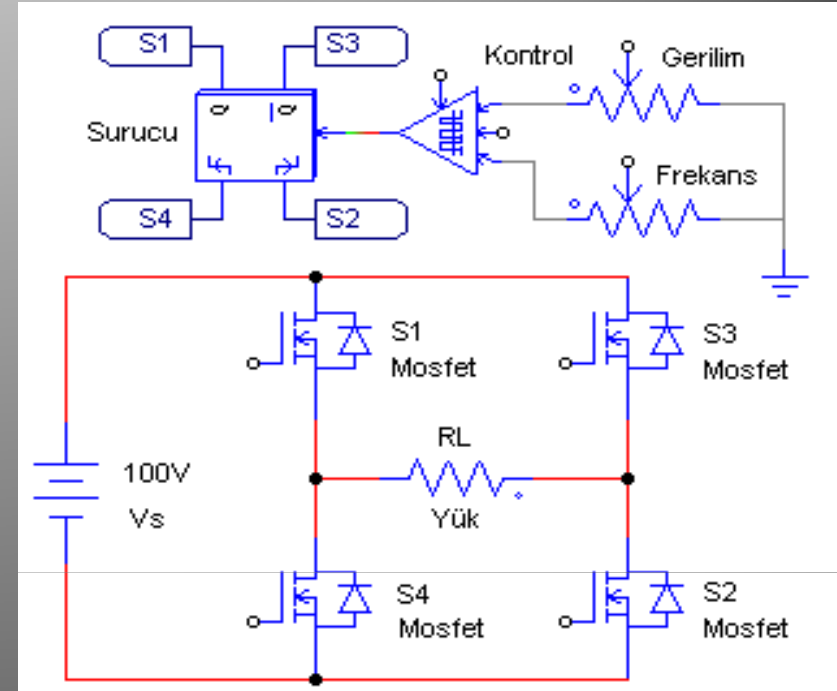 S1
S3
Kontrol
Gerilim
Q
Q
Surucu
Frekans
S4
S2
S1
Mosfet
S3
Mosfet
RL
Yük
100V
Vs
S4
Mosfet
S2
Mosfet